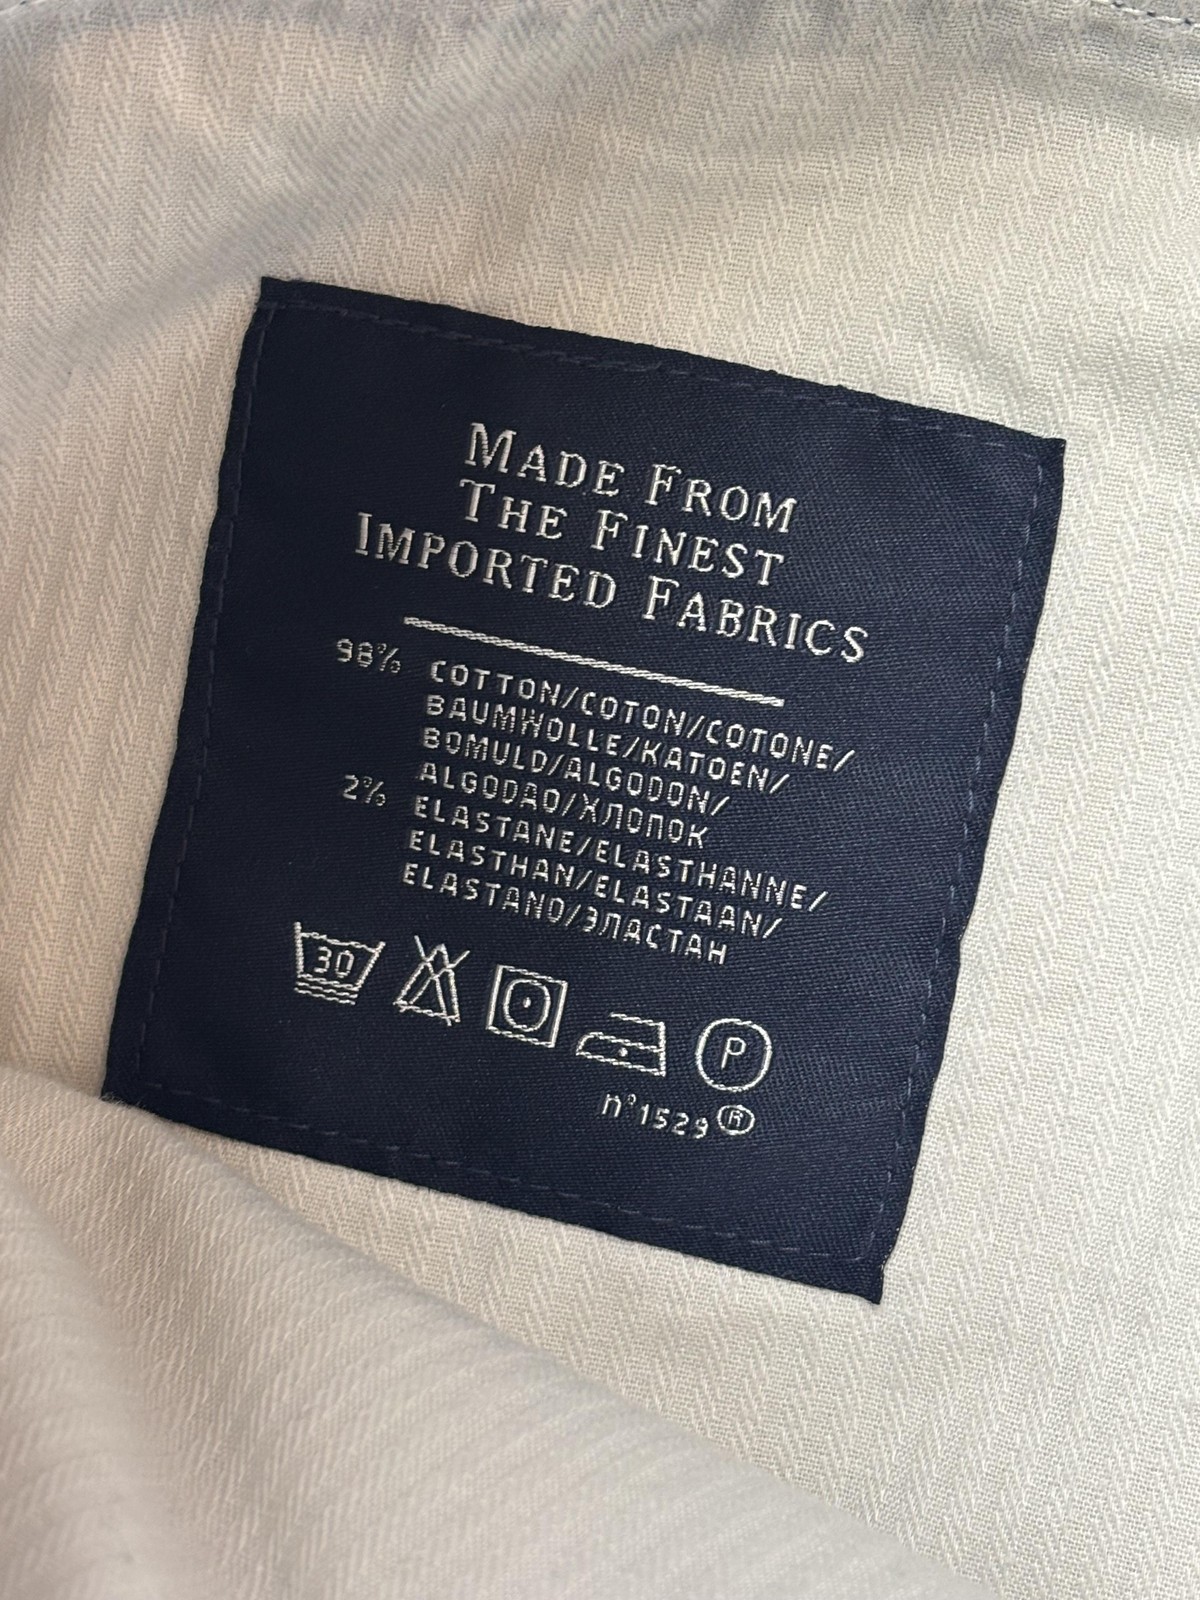 MADE FROM
THE FINEST
IMPORTED FABRICS
98% COTTON/COTON/COTONE/
BAUMWOLLE/KATOEN/
BOMULD/ALGODON/
ALGODAO/ХЛОПОК
2% ELASTANE/ELASTHANNE/
ELASTHAN/ELASTAAN/
ELASTANO/ЭЛАСТАН
30
P
n°1529®